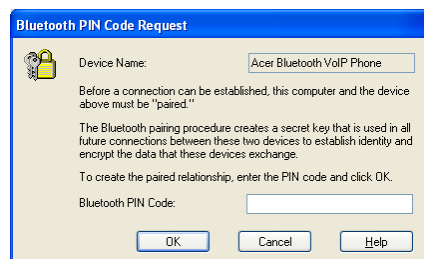 Bluetooth PIN Code Request
Device Name: Acer Bluetooth VoIP Phone
Before a connection can be established, this computer and the device
above must be "paired."
The Bluetooth pairing procedure creates a secret key that is used in all
future connections between these two devices to establish identity and
encrypt the data that these devices exchange.
To create the paired relationship, enter the PIN code and click OK.
Bluetooth PIN Code:
OK Cancel Help